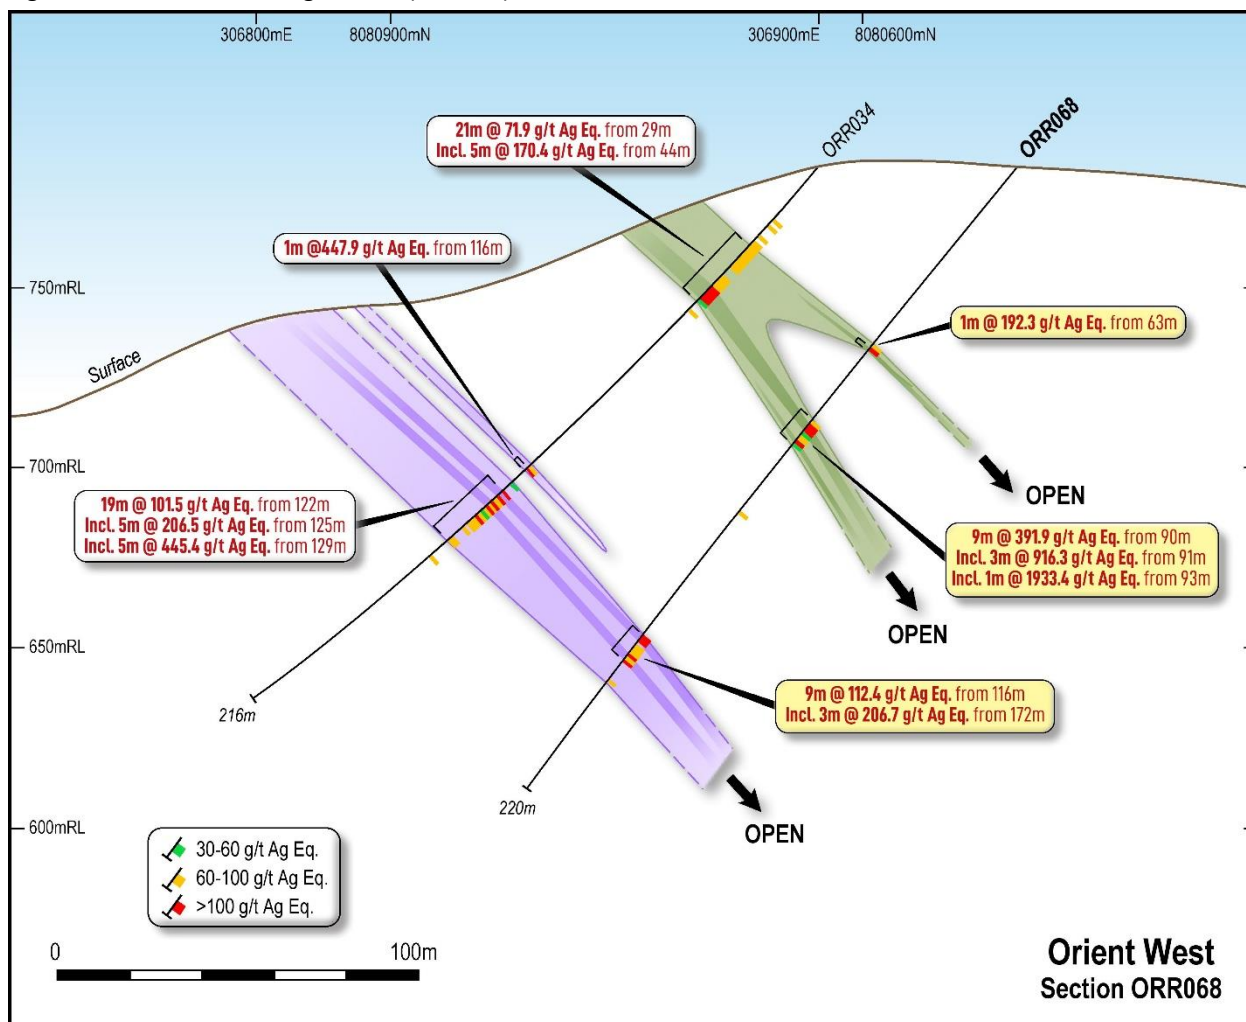 306800mE
8080900mN
306900mE
8080600mN
ORR034
ORR068
21m @ 71.9 g/t Ag Eq. from 29m
Incl. 5m @ 170.4 g/t Ag Eq. from 44m
1m @447.9 g/t Ag Eq. from 116m
750mRL
1m @ 192.3 g/t Ag Eq. from 63m
Surface
700mRL
OPEN
19m @ 101.5 g/t Ag Eq. from 122m
Incl. 5m @ 206.5 g/t Ag Eq. from 125m
Incl. 5m @ 445.4 g/t Ag Eq. from 129m
9m @ 391.9 g/t Ag Eq. from 90m
Incl. 3m @ 916.3 g/t Ag Eq. from 91m
Incl. 1m @ 1933.4 g/t Ag Eq. from 93m
OPEN
650mRL
9m @ 112.4 g/t Ag Eq. from 116m
Incl. 3m @ 206.7 g/t Ag Eq. from 172m
216m
220m
600mRL
OPEN
30-60 g/t Ag Eq.
60-100 g/t Ag Eq.
>100 g/t Ag Eq.
0
100m
Orient West
Section ORR068